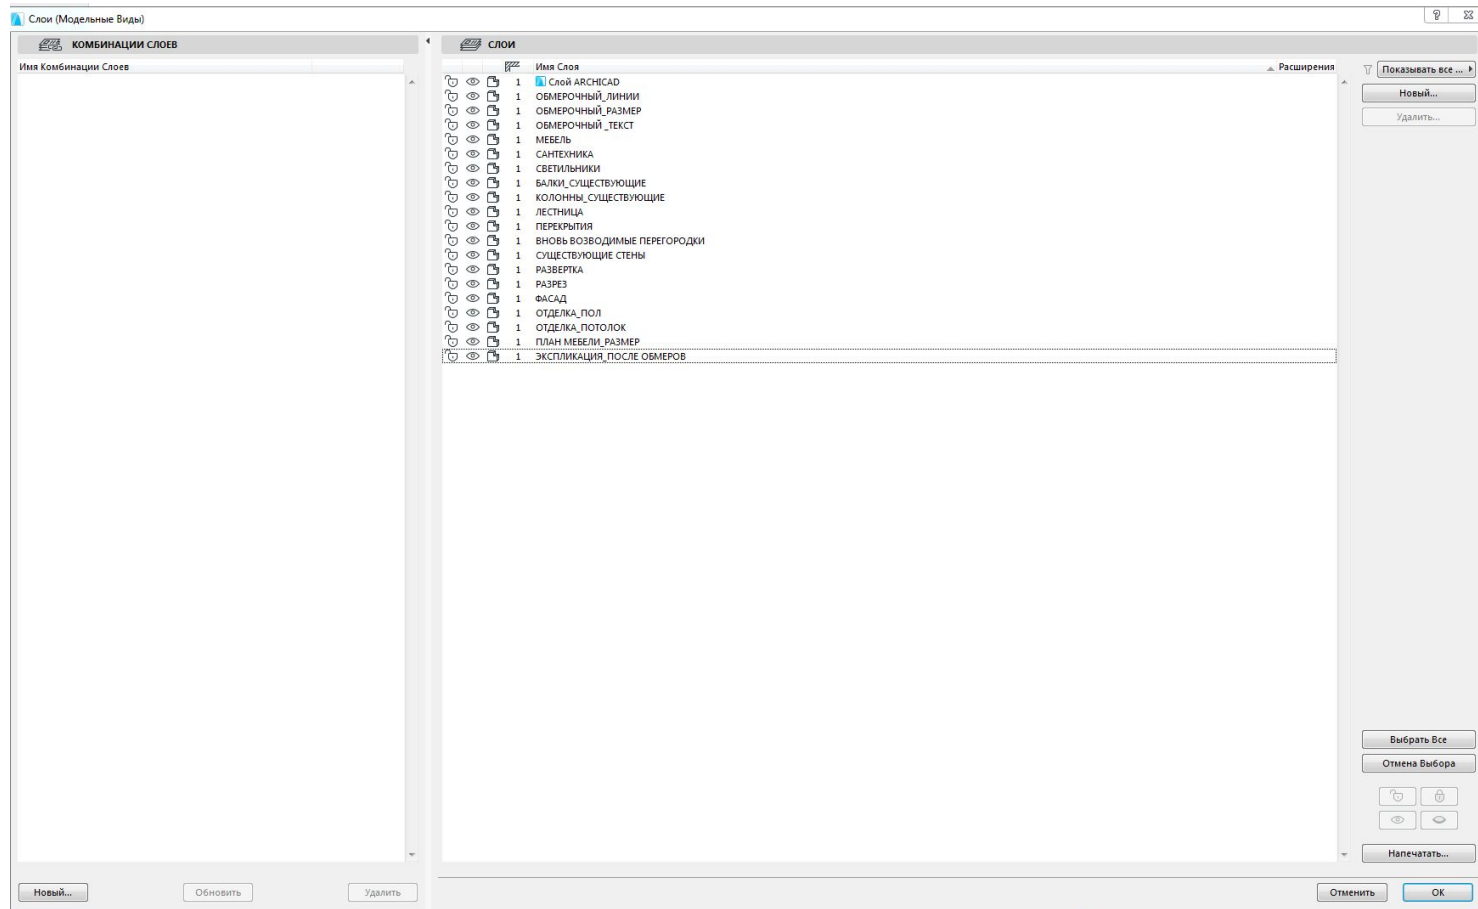 Слои (Модельные Виды)
КОМБИНАЦИИ СЛОЕВ
Имя Комбинации Слоев
Новый...
Обновить
Удалить
СЛОИ
Имя Слоя
Расширения
1 Слой ARCHICAD
1 ОБМЕРОЧНЫЙ_ЛИНИИ
1 ОБМЕРОЧНЫЙ_РАЗМЕР
1 ОБМЕРОЧНЫЙ _ТЕКСТ
1 МЕБЕЛЬ
1 САНТЕХНИКА
1 СВЕТИЛЬНИКИ
1 БАЛКИ_СУЩЕСТВУЮЩИЕ
1 КОЛОННЫ_СУЩЕСТВУЮЩИЕ
1 ЛЕСТНИЦА
1 ПЕРЕКРЫТИЯ
1 ВНОВЬ ВОЗВОДИМЫЕ ПЕРЕГОРОДКИ
1 СУЩЕСТВУЮЩИЕ СТЕНЫ
1 РАЗВЕРТКА
1 РАЗРЕЗ
1 ФАСАД
1 ОТДЕЛКА_ПОЛ
1 ОТДЕЛКА_ПОТОЛОК
1 ПЛАН МЕБЕЛИ_РАЗМЕР
1 ЭКСПЛИКАЦИЯ_ПОСЛЕ ОБМЕРОВ
Показывать все ...
Новый...
Удалить...
Выбрать Все
Отмена Выбора
Напечатать...
Отменить
ОК